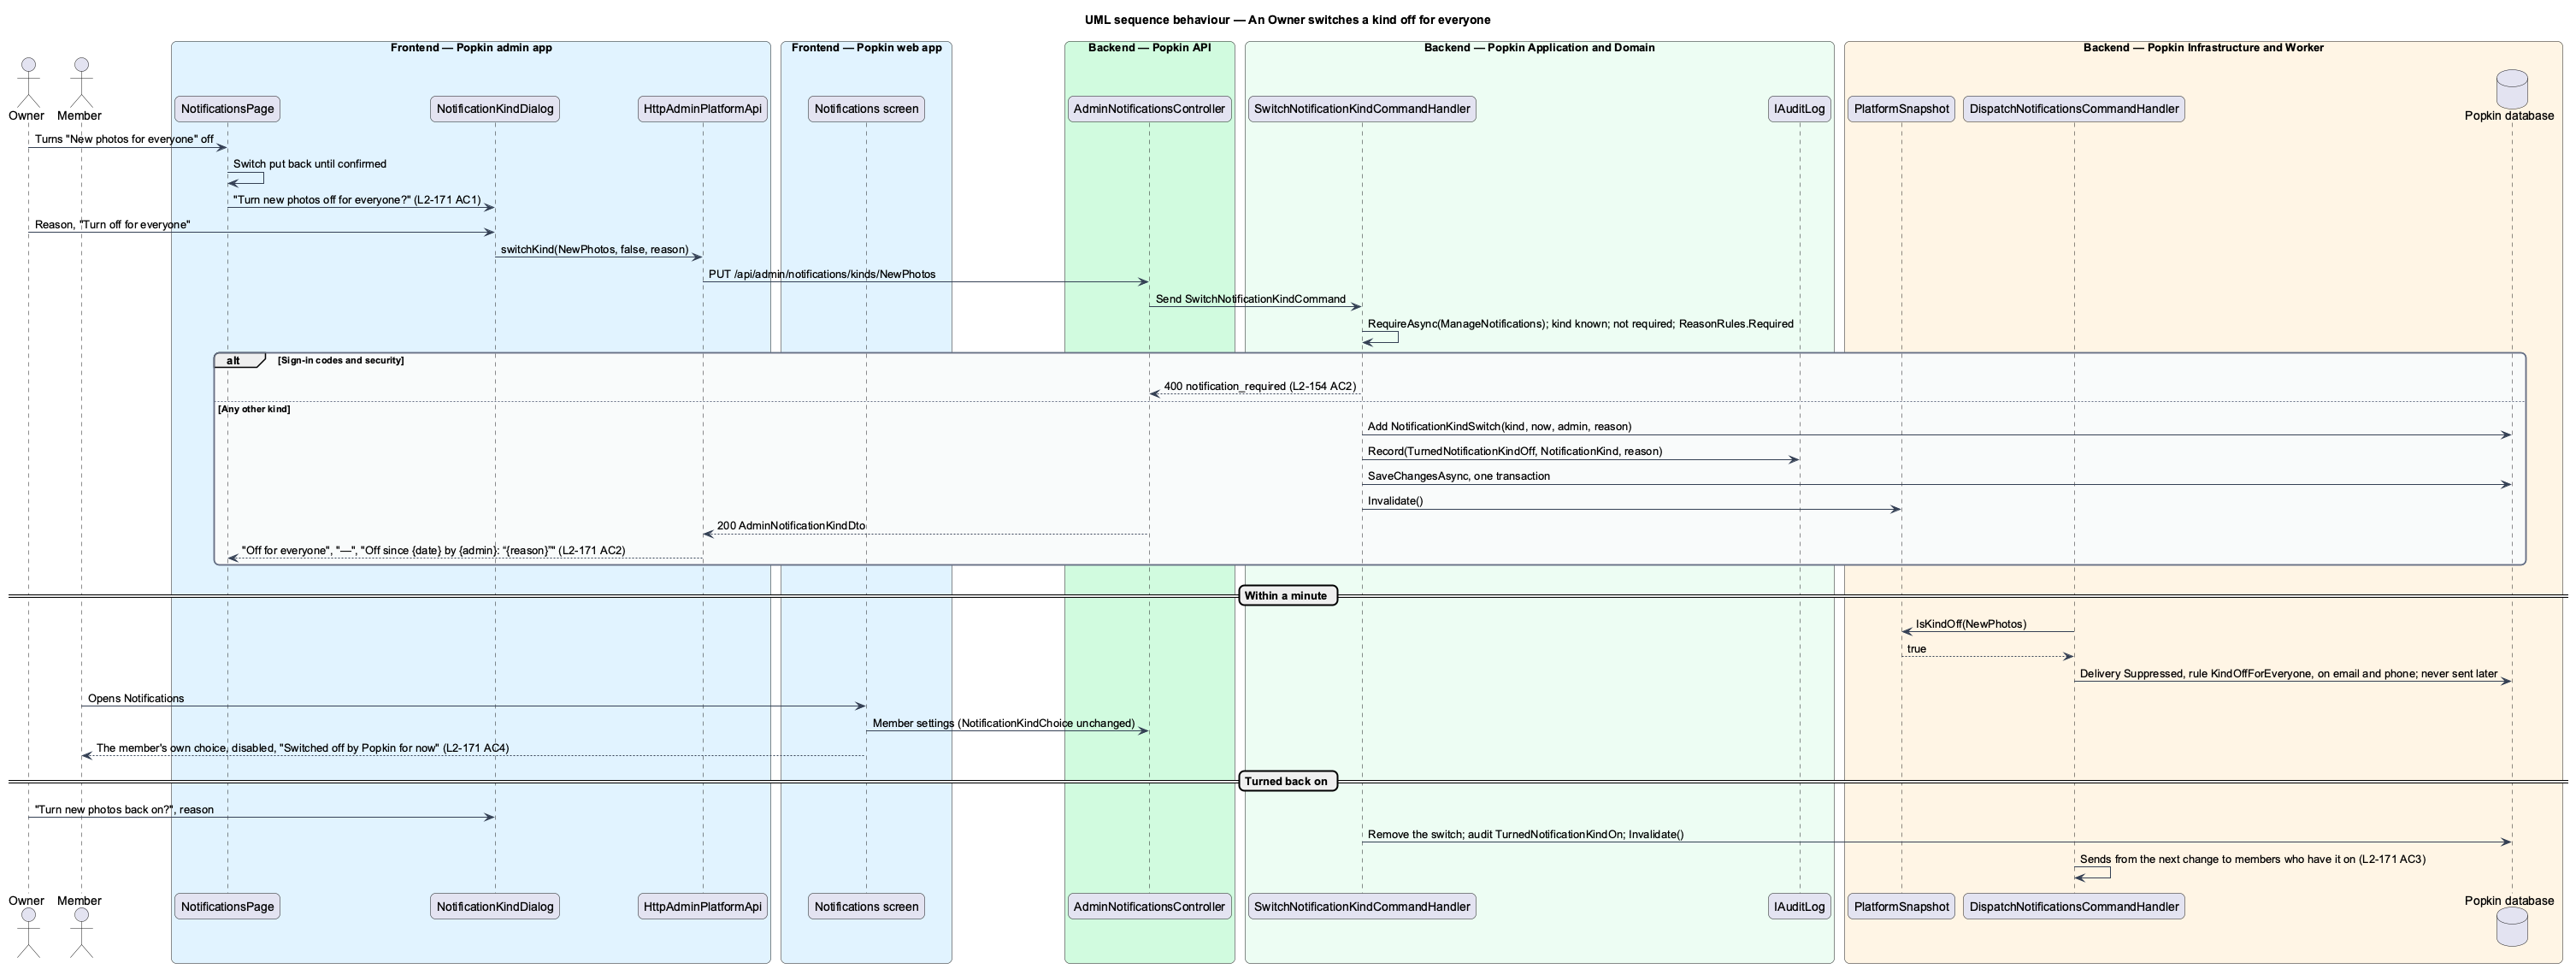 UML sequence behaviour — An Owner switches a kind off for everyone
Frontend — Popkin admin app
Frontend — Popkin web app
Backend — Popkin API
Backend — Popkin Application and Domain
Backend — Popkin Infrastructure and Worker
Owner
Member
NotificationsPage
NotificationKindDialog
HttpAdminPlatformApi
Notifications screen
AdminNotificationsController
SwitchNotificationKindCommandHandler
IAuditLog
PlatformSnapshot
DispatchNotificationsCommandHandler
Popkin database
Turns "New photos for everyone" off
Switch put back until confirmed
"Turn new photos off for everyone?" (L2-171 AC1)
Reason, "Turn off for everyone"
switchKind(NewPhotos, false, reason)
PUT /api/admin/notifications/kinds/NewPhotos
Send SwitchNotificationKindCommand
RequireAsync(ManageNotifications); kind known; not required; ReasonRules.Required
alt
[Sign-in codes and security]
400 notification_required (L2-154 AC2)
[Any other kind]
Add NotificationKindSwitch(kind, now, admin, reason)
Record(TurnedNotificationKindOff, NotificationKind, reason)
SaveChangesAsync, one transaction
Invalidate()
200 AdminNotificationKindDto
"Off for everyone", "—", "Off since {date} by {admin}: “{reason}”" (L2-171 AC2)
Within a minute
IsKindOff(NewPhotos)
true
Delivery Suppressed, rule KindOffForEveryone, on email and phone; never sent later
Opens Notifications
Member settings (NotificationKindChoice unchanged)
The member's own choice, disabled, "Switched off by Popkin for now" (L2-171 AC4)
Turned back on
"Turn new photos back on?", reason
Remove the switch; audit TurnedNotificationKindOn; Invalidate()
Sends from the next change to members who have it on (L2-171 AC3)
Owner
Member
NotificationsPage
NotificationKindDialog
HttpAdminPlatformApi
Notifications screen
AdminNotificationsController
SwitchNotificationKindCommandHandler
IAuditLog
PlatformSnapshot
DispatchNotificationsCommandHandler
Popkin database